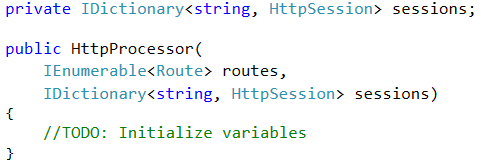 private IDictionary<string, HttpSession> sessions;
public HttpProcessor(
IEnumerable<Route> routes,
IDictionary<string, HttpSession> sessions)
{
//TODO: Initialize variables
}